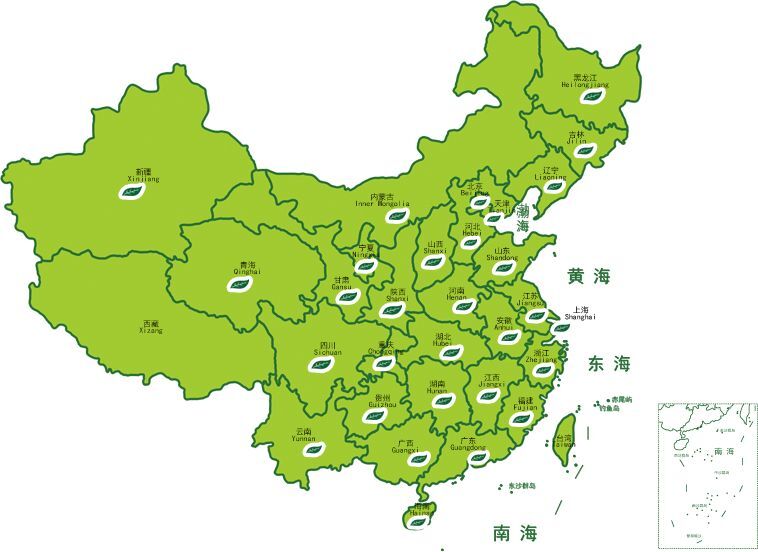 黑龙江
Heilongjiang
吉林
Jilin
辽宁
Liaoning
新疆
Xinjiang
内蒙古
Inner Mongolia
北京
Beijing
天津
Tianjin
渤
海
河北
Hebei
山西
Shanxi
山东
Shandong
宁夏
Ningxia
青海
Qinghai
甘肃
Gansu
陕西
Shanxi
河南
Henan
江苏
Jiangsu
黄海
上海
Shanghai
西藏
Xizang
安徽
Anhui
四川
Sichuan
重庆
Chongqing
湖北
Hubei
浙江
Zhejiang
东海
湖南
Hunan
江西
Jiangxi
贵州
Guizhou
福建
Fujian
赤尾屿
钓鱼岛
云南
Yunnan
广西
Guangxi
广东
Guangdong
台湾
Taiwan
东沙群岛
海南
Hainan
南海
南海